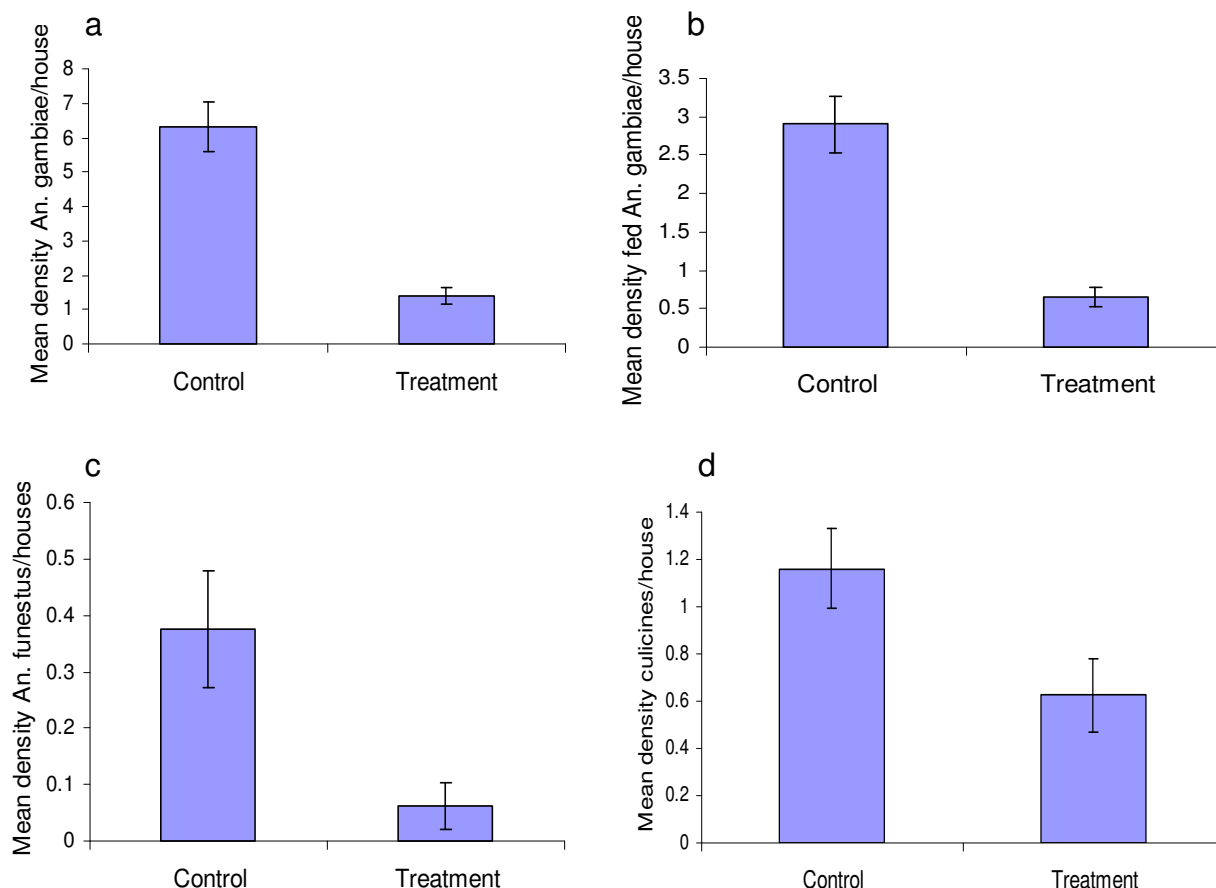 a
Mean density An. gambiae/house
8
7
6
5
4
3
2
1
0
Control Treatment
b
Mean density fed An. gambiae/house
3.5
3
2.5
2
1.5
1
0.5
0
Control Treatment
c
Mean density An. funestus/houses
0.6
0.5
0.4
0.3
0.2
0.1
0
Control Treatment
d
Mean density culicines/house
1.4
1.2
1
0.8
0.6
0.4
0.2
0
Control Treatment